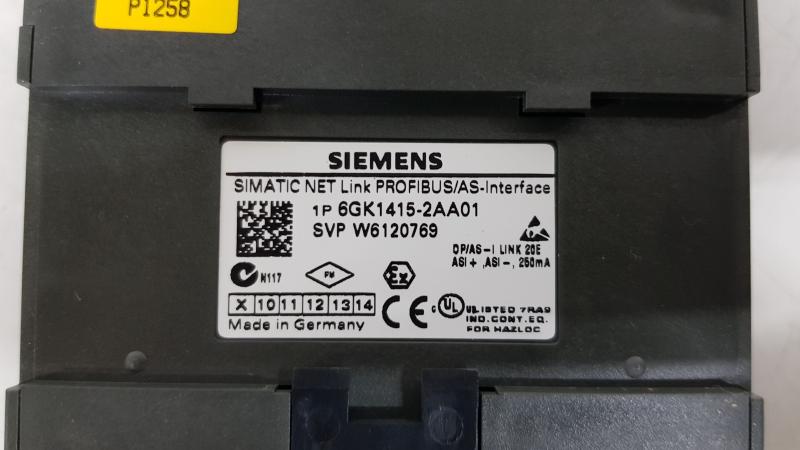 P1258
SIEMENS
SIMATIC NET Link PROFIBUS/AS-Interface
1P 6GK1415-2AA01
SVP W6120769
DP/AS-I LINK 20E
ASI+ ,ASI-, 250mA
N117
FM
Ex
X 10 11 12 13 14
CE
c UL
UL LISTED 7RA9
IND.CONT.EQ.
FOR HAZLOC
Made in Germany